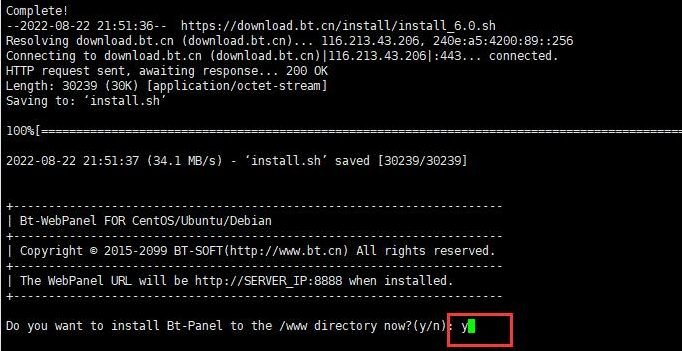 Complete!
--2022-08-22 21:51:36--  https://download.bt.cn/install/install_6.0.sh
Resolving download.bt.cn (download.bt.cn)... 116.213.43.206, 240e:a5:4200:89::256
Connecting to download.bt.cn (download.bt.cn)|116.213.43.206|:443... connected.
HTTP request sent, awaiting response... 200 OK
Length: 30239 (30K) [application/octet-stream]
Saving to: ‘install.sh’
100%[=======================================================================================
2022-08-22 21:51:37 (34.1 MB/s) - ‘install.sh’ saved [30239/30239]
+----------------------------------------------------------------------
| Bt-WebPanel FOR CentOS/Ubuntu/Debian
+----------------------------------------------------------------------
| Copyright © 2015-2099 BT-SOFT(http://www.bt.cn) All rights reserved.
+----------------------------------------------------------------------
| The WebPanel URL will be http://SERVER_IP:8888 when installed.
+----------------------------------------------------------------------
Do you want to install Bt-Panel to the /www directory now?(y/n): y